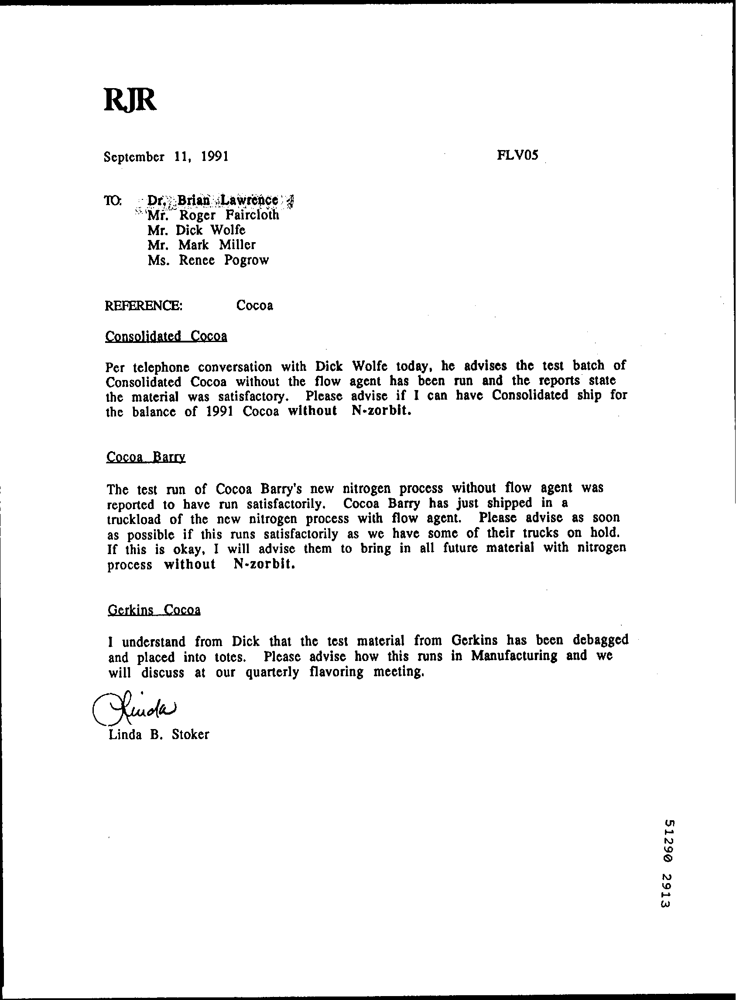 RJR
September 11, 1991 FLV05
TO: Dr. Brian Lawrence
Mr. Roger Faircloth
Mr. Dick Wolfe
Mr. Mark Miller
Ms. Renee Pogrow
REFERENCE: Cocoa
Consolidated Cocoa
Per telephone conversation with Dick Wolfe today, he advises the test batch of
Consolidated Cocoa without the flow agent has been run and the reports state
the material was satisfactory. Please advise if I can have Consolidated ship for
the balance of 1991 Cocoa without N-zorbit.
Cocoa Barry
The test run of Cocoa Barry's new nitrogen process without flow agent was
reported to have run satisfactorily. Cocoa Barry has just shipped in a
truckload of the new nitrogen process with flow agent. Please advise as soon
as possible if this runs satisfactorily as we have some of their trucks on hold.
If this is okay, I will advise them to bring in all future material with nitrogen
process without N-zorbit.
Gerkins Cocoa
I understand from Dick that the test material from Gerkins has been debagged
and placed into totes. Please advise how this runs in Manufacturing and we
will discuss at our quarterly flavoring meeting.
Linda
Linda B. Stoker
51290 2913